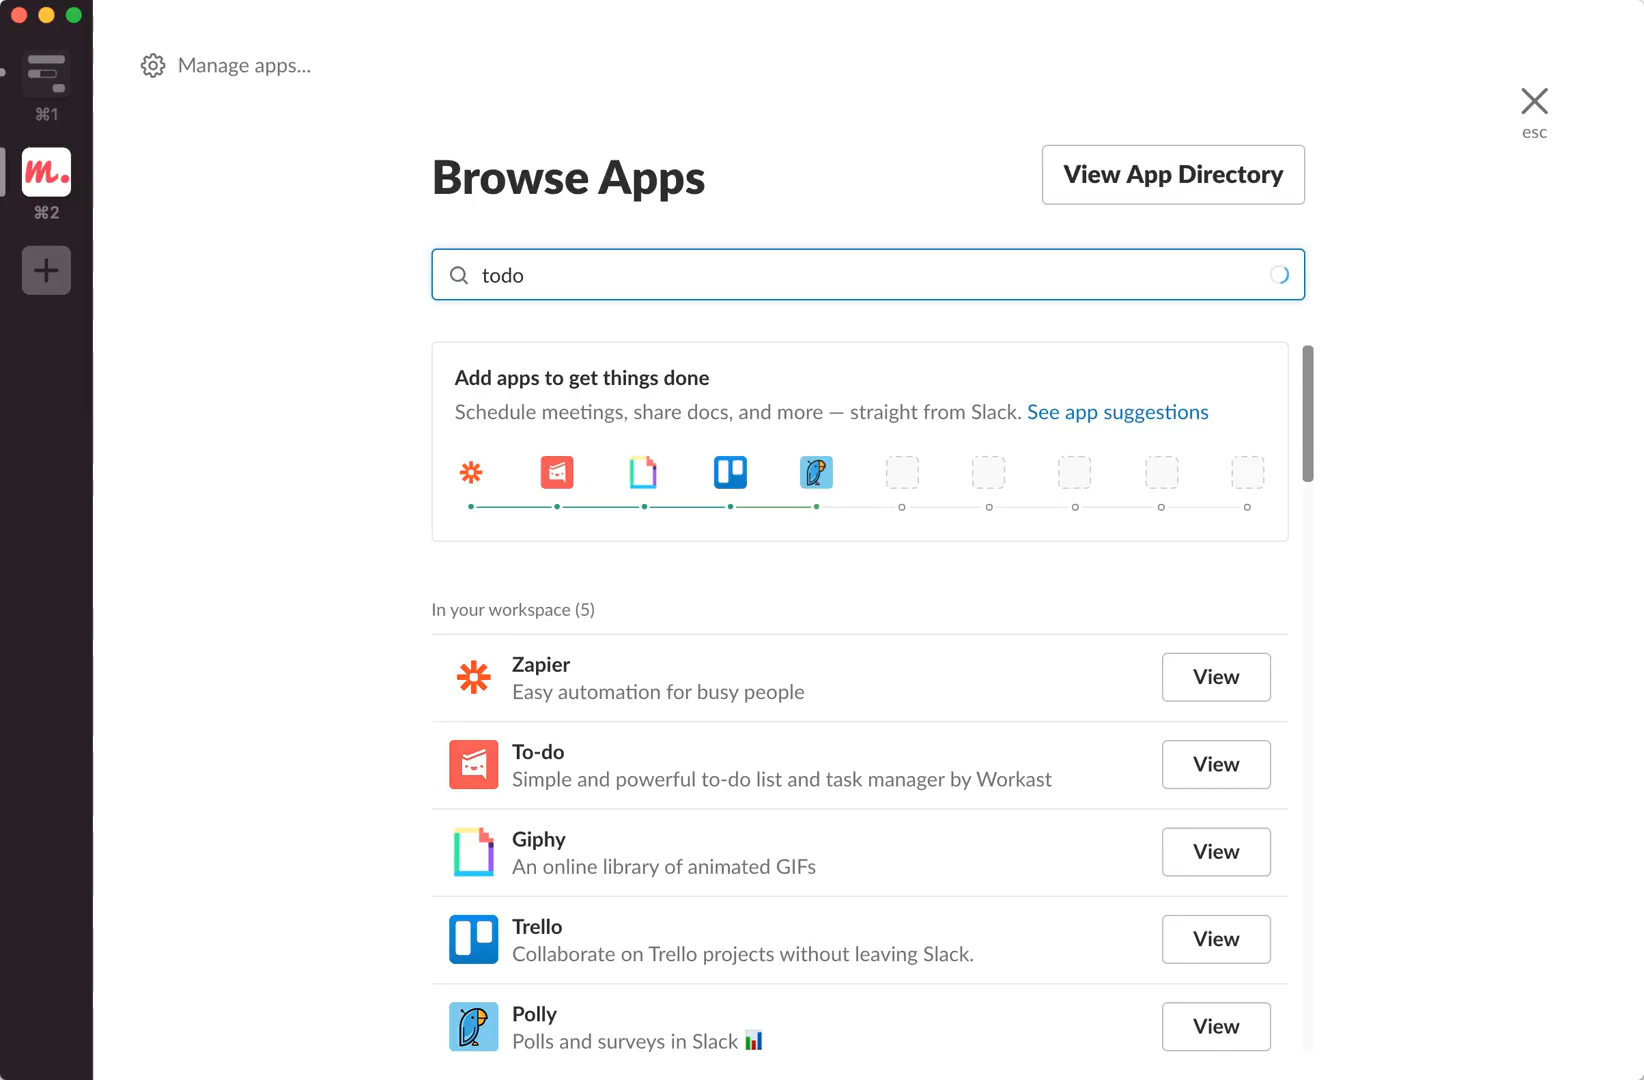 Manage apps...
esc
⌘1
m.
⌘2
Browse Apps
View App Directory
todo
Add apps to get things done
Schedule meetings, share docs, and more — straight from Slack. See app suggestions
In your workspace (5)
Zapier
Easy automation for busy people
View
To-do
Simple and powerful to-do list and task manager by Workast
View
Giphy
An online library of animated GIFs
View
Trello
Collaborate on Trello projects without leaving Slack.
View
Polly
Polls and surveys in Slack 📊
View